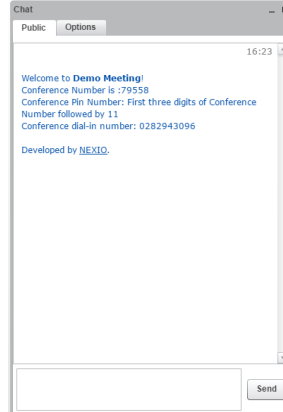 Chat
Public Options
16:23
Welcome to Demo Meeting!
Conference Number is :79558
Conference Pin Number: First three digits of Conference
Number followed by 11
Conference dial-in number: 0282943096
Developed by NEXIO.
Send